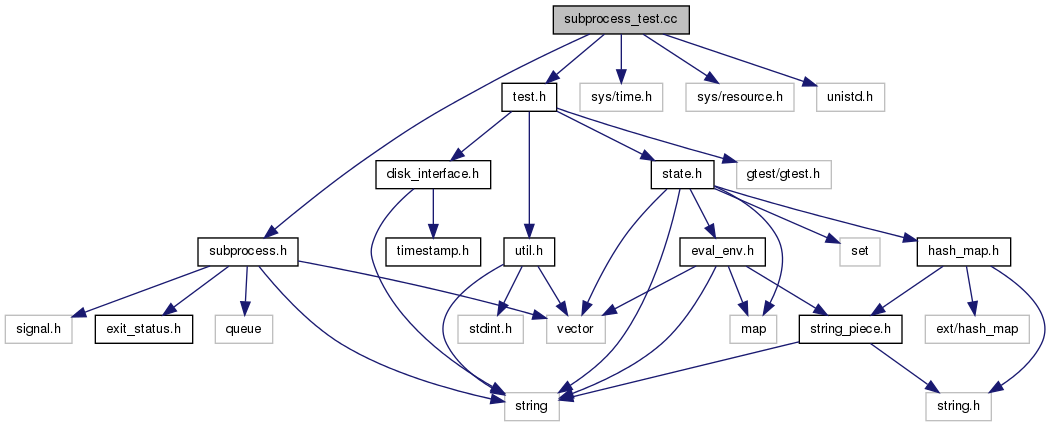 subprocess_test.cc
test.h
sys/time.h
sys/resource.h
unistd.h
disk_interface.h
state.h
gtest/gtest.h
subprocess.h
timestamp.h
util.h
eval_env.h
set
hash_map.h
signal.h
exit_status.h
queue
stdint.h
vector
map
string_piece.h
ext/hash_map
string
string.h